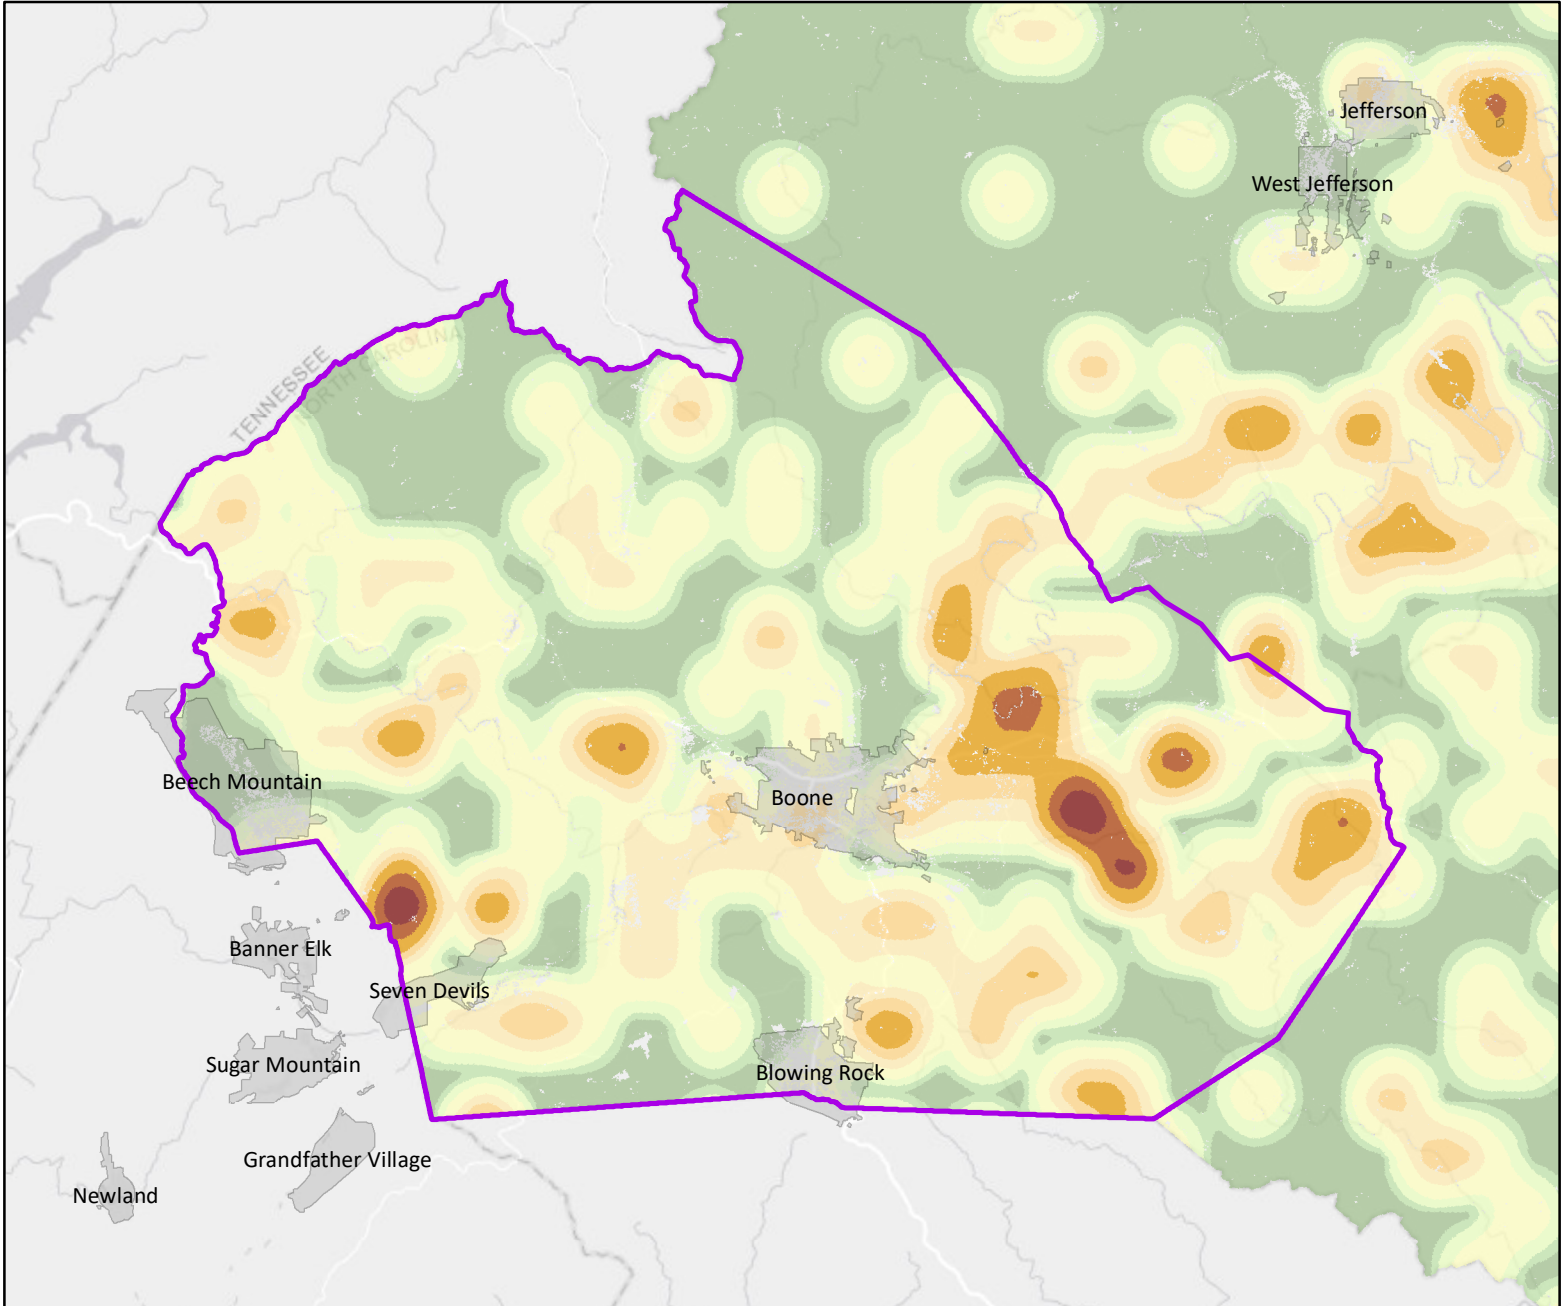 Jefferson
West Jefferson
TENNESSEE
NORTH CAROLINA
Beech Mountain
Boone
Banner Elk
Seven Devils
Sugar Mountain
Blowing Rock
Grandfather Village
Newland